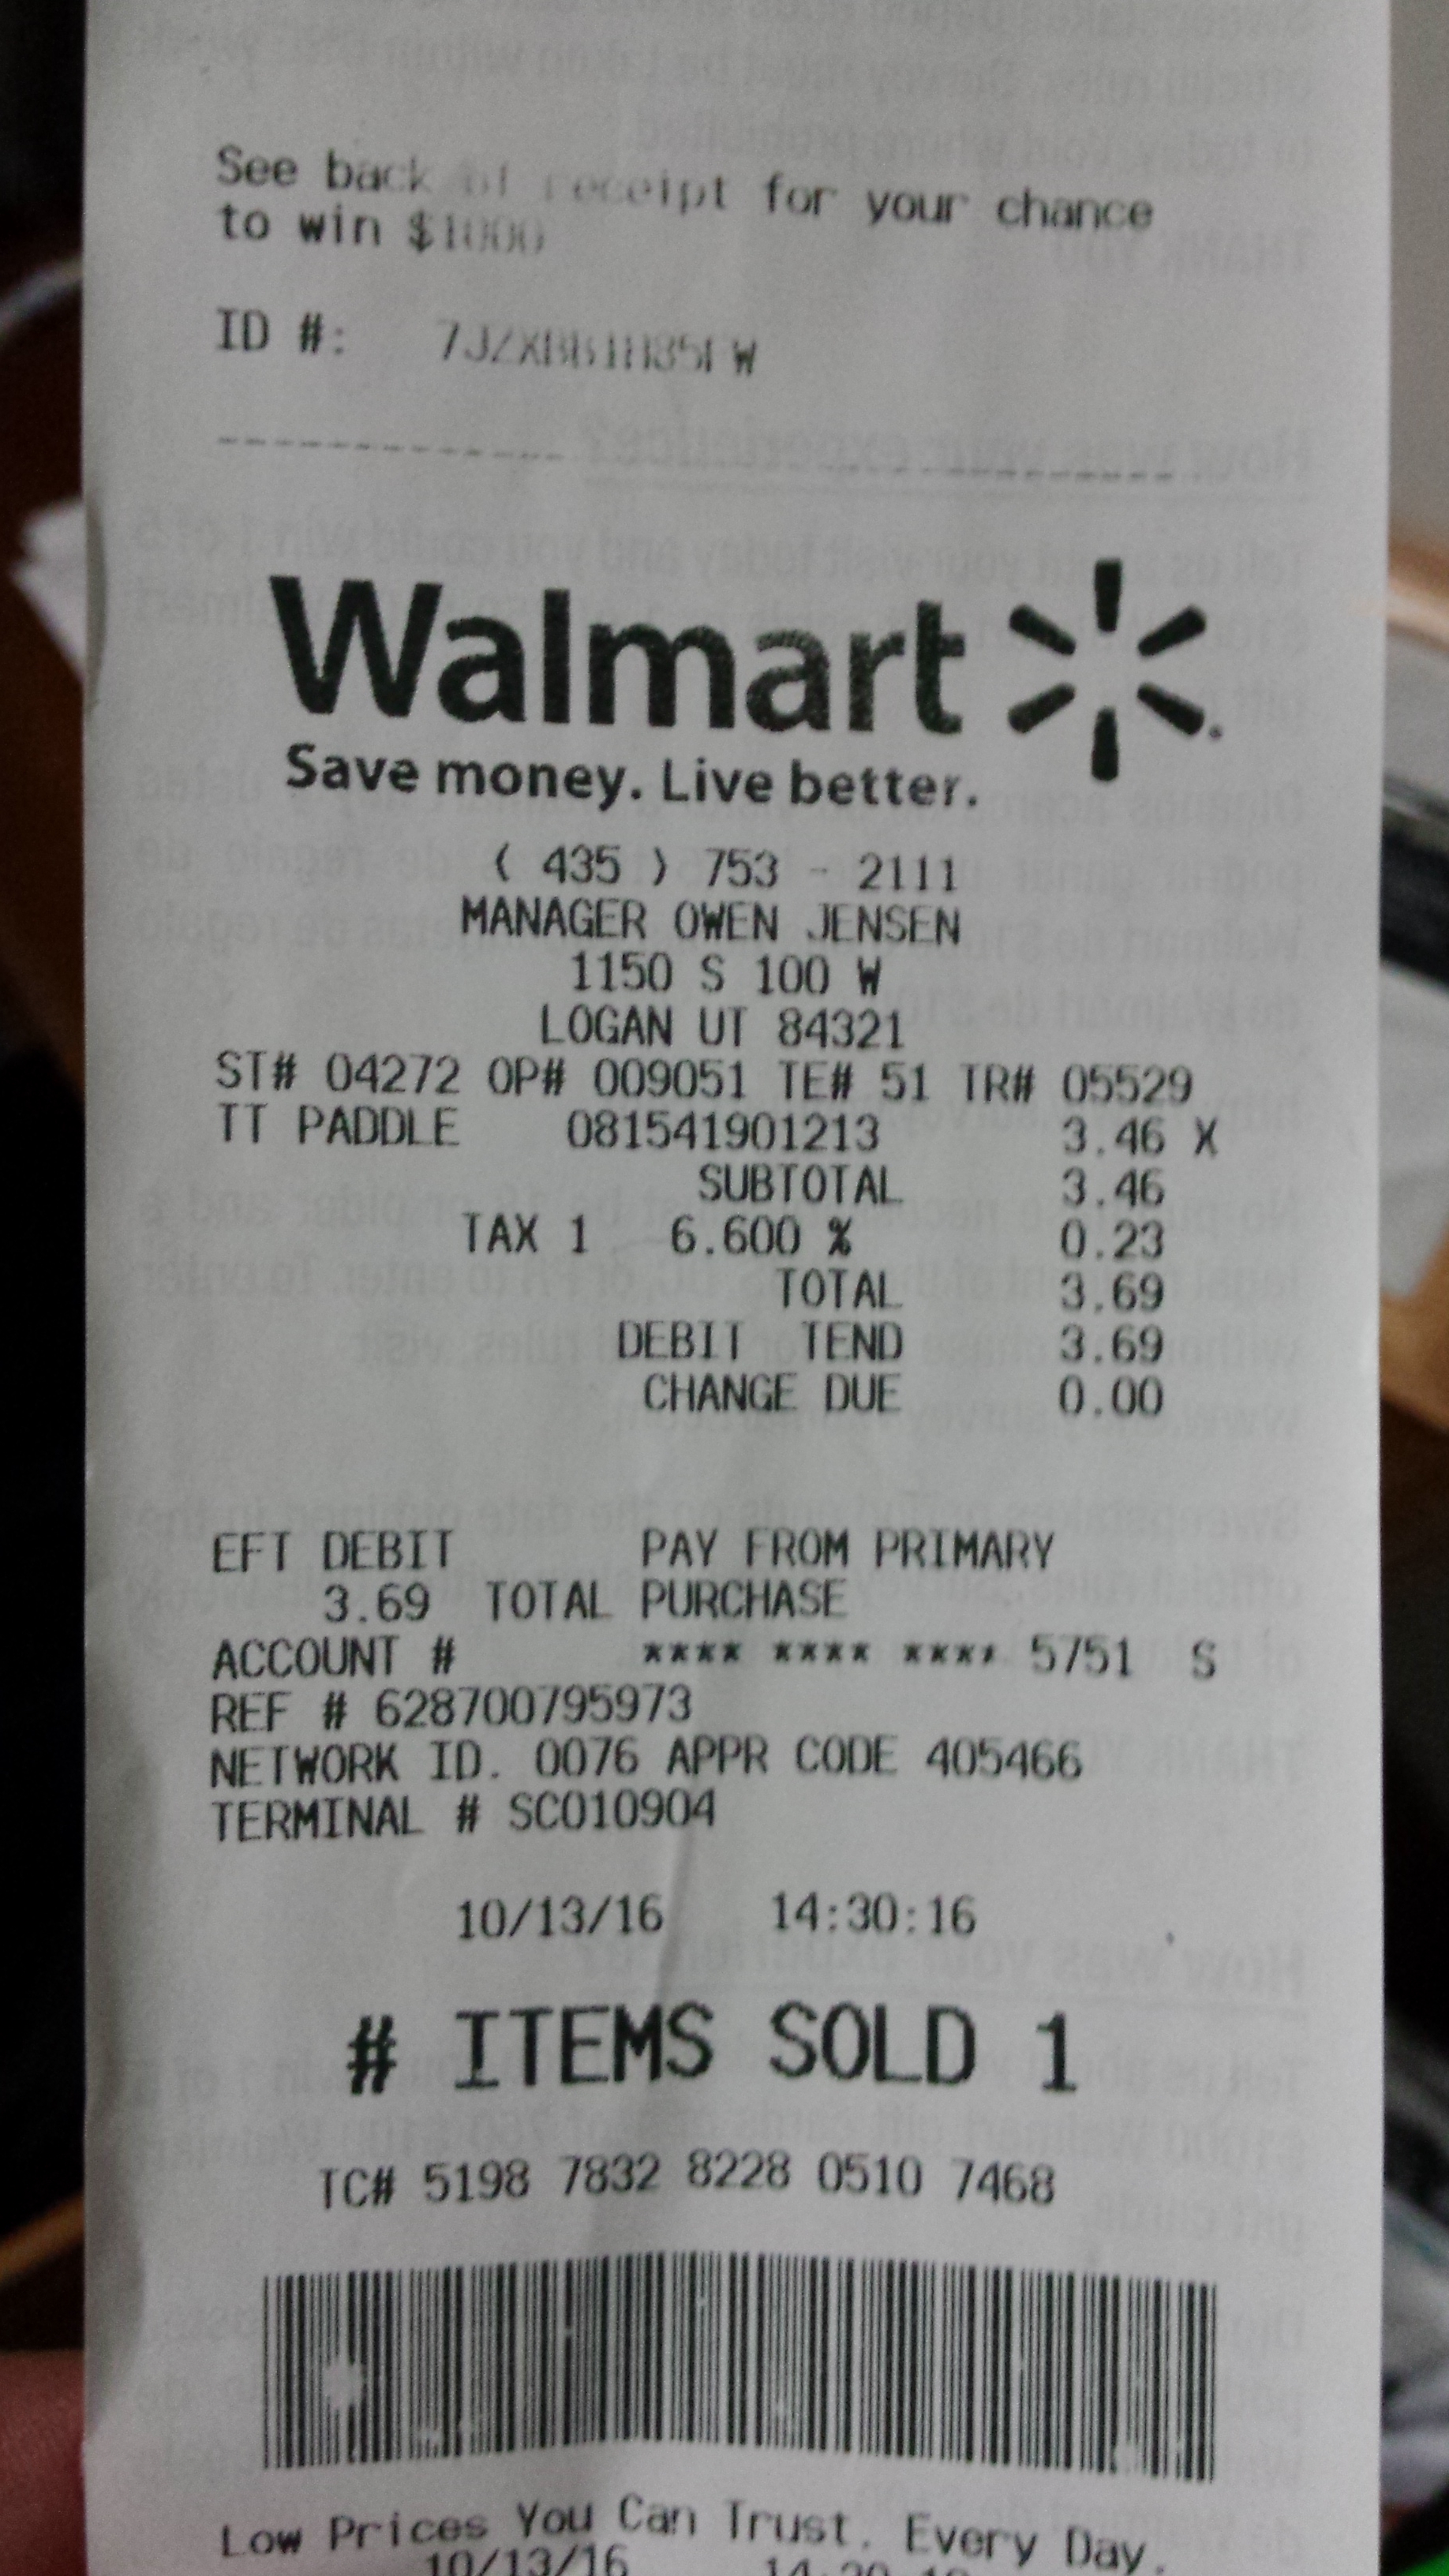 See back of receipt for your chance
to win $1000
ID #:
Walmart
Save money. Live better.
( 435 ) 753 - 2111
MANAGER OWEN JENSEN
1150 S 100 W
LOGAN UT 84321
ST# 04272 OP# 009051 TE# 51 TR# 05529
TT PADDLE 081541901213 3.46 X
SUBTOTAL 3.46
TAX 1 6.600 % 0.23
TOTAL 3.69
DEBIT TEND 3.69
CHANGE DUE 0.00
EFT DEBIT PAY FROM PRIMARY
3.69 TOTAL PURCHASE
ACCOUNT # **** **** **** 5751 S
REF # 628700795973
NETWORK ID. 0076 APPR CODE 405466
TERMINAL # SC010904
10/13/16 14:30:16
# ITEMS SOLD 1
TC# 5198 7832 8228 0510 7468
Low Prices You Can Trust. Every Day.
10/13/16